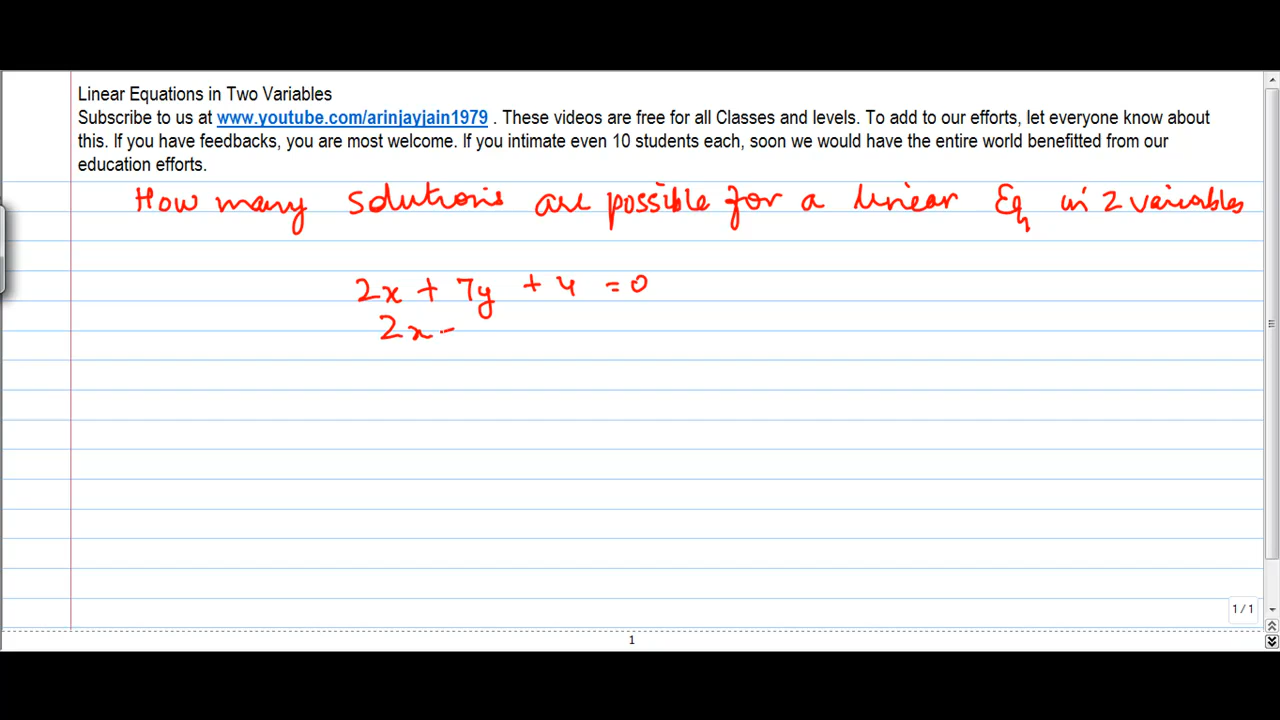 Linear Equations in Two Variables
Subscribe to us at www.youtube.com/arinjayjain1979 . These videos are free for all Classes and levels. To add to our efforts, let everyone know about
this. If you have feedbacks, you are most welcome. If you intimate even 10 students each, soon we would have the entire world benefitted from our
education efforts.
How many solutions are possible for a linear Eq in 2 variables
2x + 7y + 4 = 0
2x -
1 / 1
1